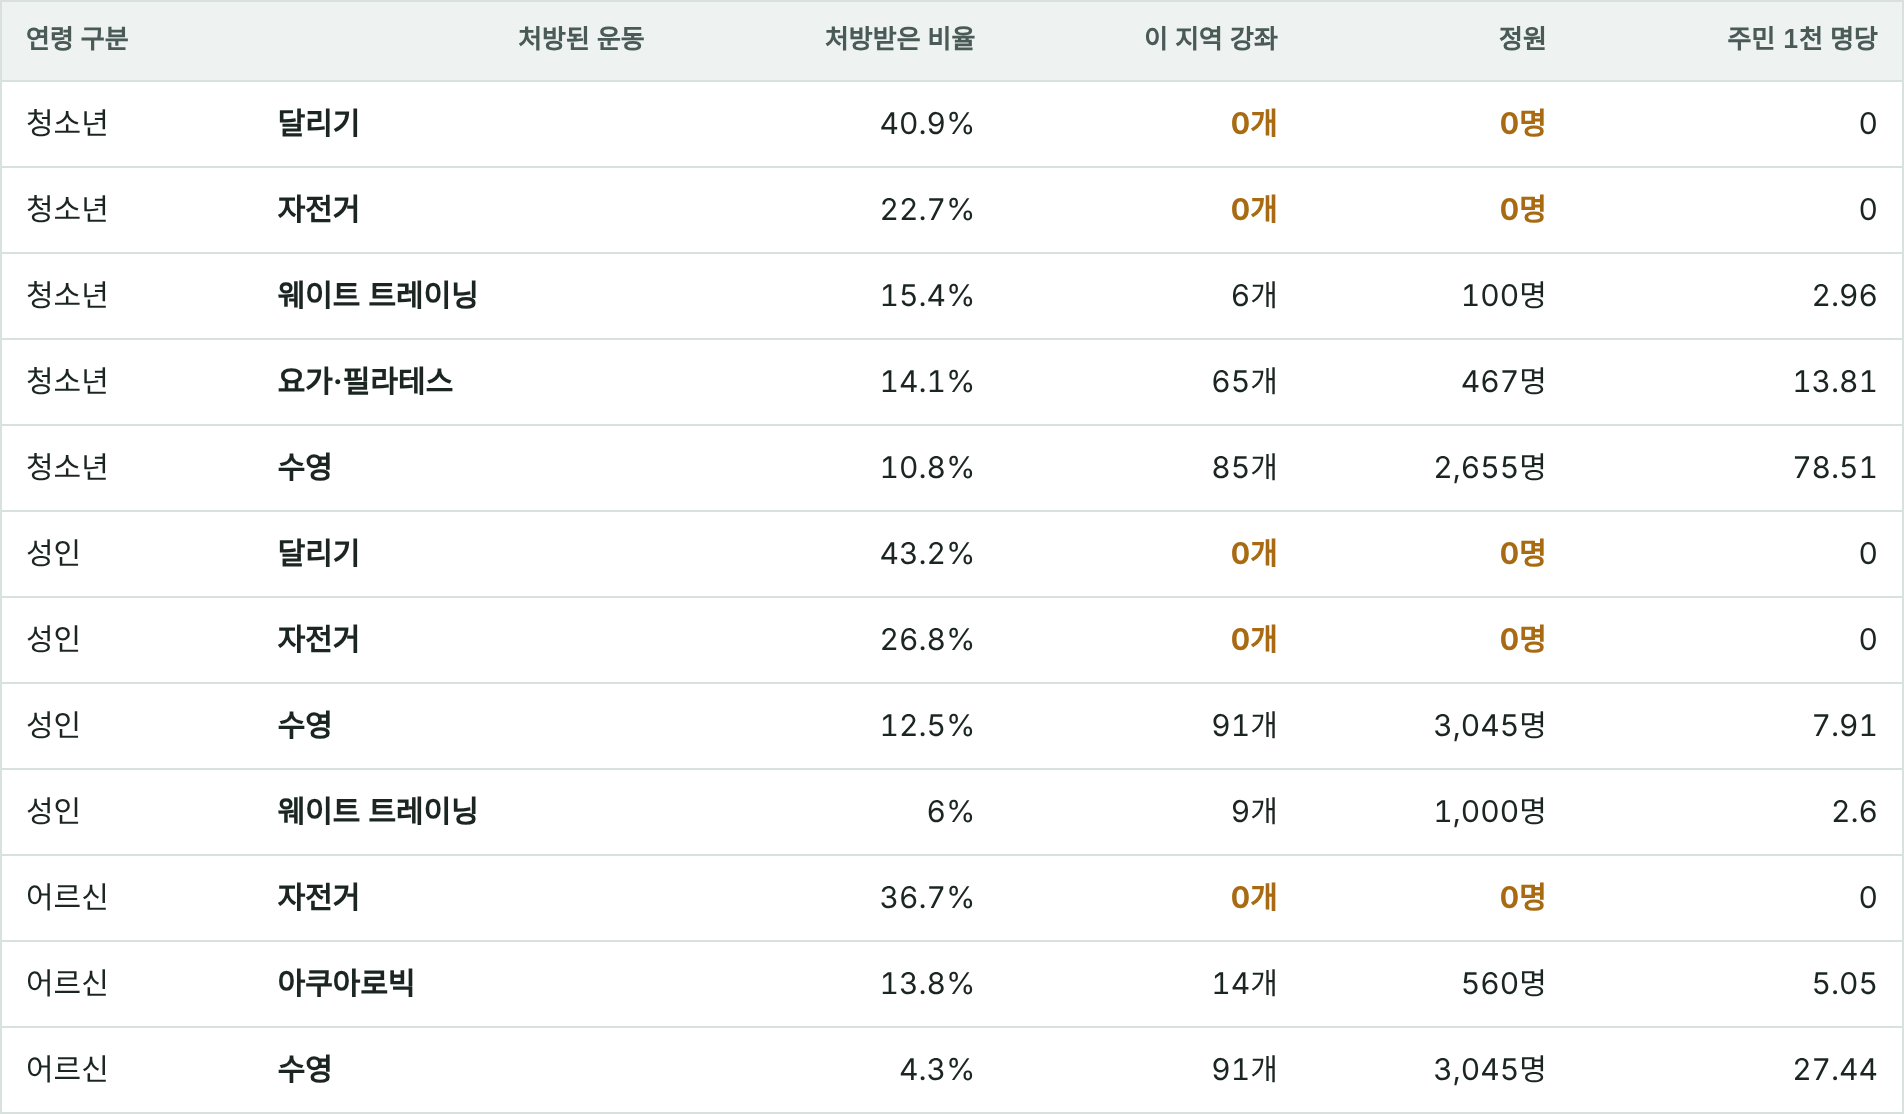 연령 구분 처방된 운동 처방받은 비율 이 지역 강좌 정원 주민 1천 명당
청소년 달리기 40.9% 0개 0명 0
청소년 자전거 22.7% 0개 0명 0
청소년 웨이트 트레이닝 15.4% 6개 100명 2.96
청소년 요가·필라테스 14.1% 65개 467명 13.81
청소년 수영 10.8% 85개 2,655명 78.51
성인 달리기 43.2% 0개 0명 0
성인 자전거 26.8% 0개 0명 0
성인 수영 12.5% 91개 3,045명 7.91
성인 웨이트 트레이닝 6% 9개 1,000명 2.6
어르신 자전거 36.7% 0개 0명 0
어르신 아쿠아로빅 13.8% 14개 560명 5.05
어르신 수영 4.3% 91개 3,045명 27.44